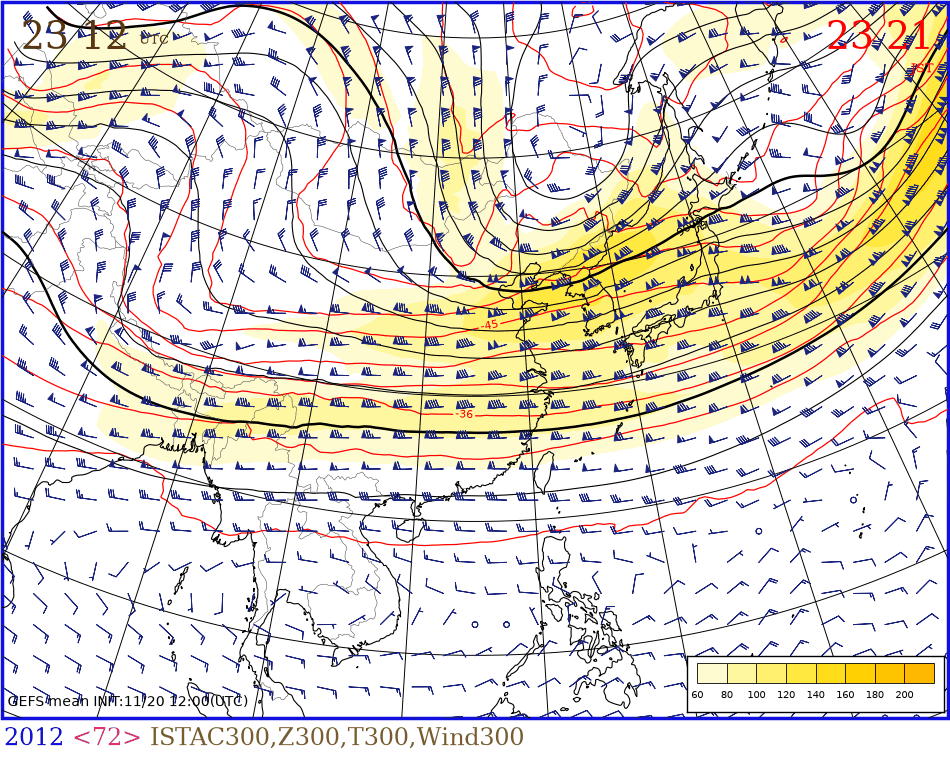 23 12 UTC
23 21
IST
-45
-36
60 80 100 120 140 160 180 200
GEFS mean INIT:11/20 12:00(UTC)
2012 <72> ISTAC300,Z300,T300,Wind300